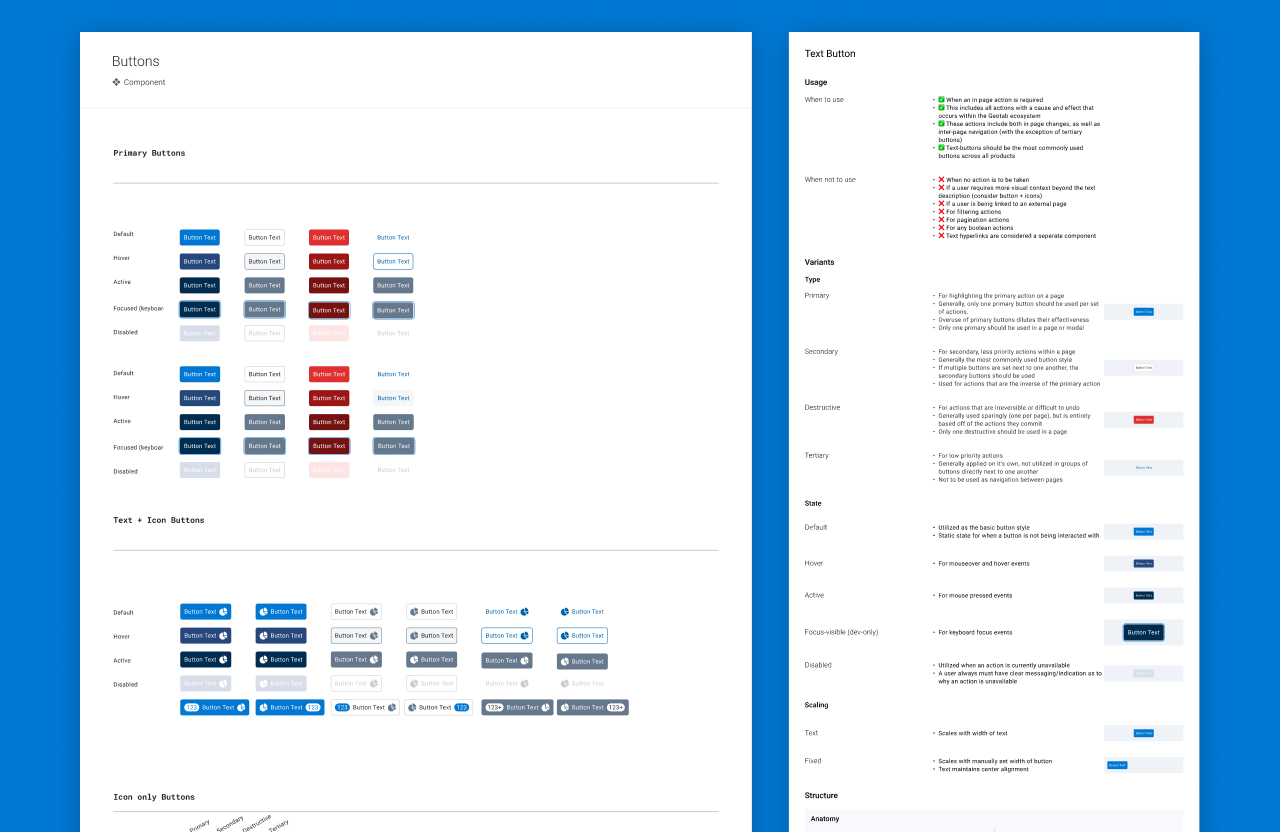 Buttons
Component
Primary Buttons
Default
Button Text Button Text Button Text Button Text
Hover
Button Text Button Text Button Text Button Text
Active
Button Text Button Text Button Text Button Text
Focused (keyboar
Button Text Button Text Button Text Button Text
Disabled
Button Text Button Text Button Text Button Text
Default
Button Text Button Text Button Text Button Text
Hover
Button Text Button Text Button Text Button Text
Active
Button Text Button Text Button Text Button Text
Focused (keyboar
Button Text Button Text Button Text Button Text
Disabled
Button Text Button Text Button Text Button Text
Text + Icon Buttons
Default
Button Text Button Text Button Text Button Text Button Text Button Text
Hover
Button Text Button Text Button Text Button Text Button Text Button Text
Active
Button Text Button Text Button Text Button Text Button Text Button Text
Disabled
Button Text Button Text Button Text Button Text Button Text Button Text
123 Button Text Button Text 123 123 Button Text Button Text 123 123+ Button Text Button Text 123+
Icon only Buttons
Primary Secondary Destructive Tertiary
Text Button
Usage
When to use
• ✅ When an in page action is required
• ✅ This includes all actions with a cause and effect that
occurs within the Geotab ecosystem
• ✅ These actions include both in page changes, as well as
inter-page navigation (with the exception of tertiary
buttons)
• ✅ Text-buttons should be the most commonly used
buttons across all products
When not to use
• ❌ When no action is to be taken
• ❌ If a user requires more visual context beyond the text
description (consider button + icons)
• ❌ If a user is being linked to an external page
• ❌ For filtering actions
• ❌ For pagination actions
• ❌ For any boolean actions
• ❌ Text hyperlinks are considered a seperate component
Variants
Type
Primary
• For highlighting the primary action on a page
• Generally, only one primary button should be used per set
of actions.
• Overuse of primary buttons dilutes their effectiveness
• Only one primary should be used in a page or modal
Button Text
Secondary
• For secondary, less priority actions within a page
• Generally the most commonly used button style
• If multiple buttons are set next to one another, the
secondary buttons should be used
• Used for actions that are the inverse of the primary action
Button Text
Destructive
• For actions that are irreversible or difficult to undo
• Generally used sparingly (one per page), but is entirely
based off of the actions they commit
• Only one destructive should be used in a page
Button Text
Tertiary
• For low priority actions
• Generally applied on it's own, not utilized in groups of
buttons directly next to one another
• Not to be used as navigation between pages
Button Text
State
Default
• Utilized as the basic button style
• Static state for when a button is not being interacted with
Button Text
Hover
• For mouseover and hover events
Button Text
Active
• For mouse pressed events
Button Text
Focus-visible (dev-only)
• For keyboard focus events
Button Text
Disabled
• Utilized when an action is currently unavailable
• A user always must have clear messaging/indication as to
why an action is unavailable
Scaling
Text
• Scales with width of text
Button Text
Fixed
• Scales with manually set width of button
• Text maintains center alignment
Button Text
Structure
Anatomy